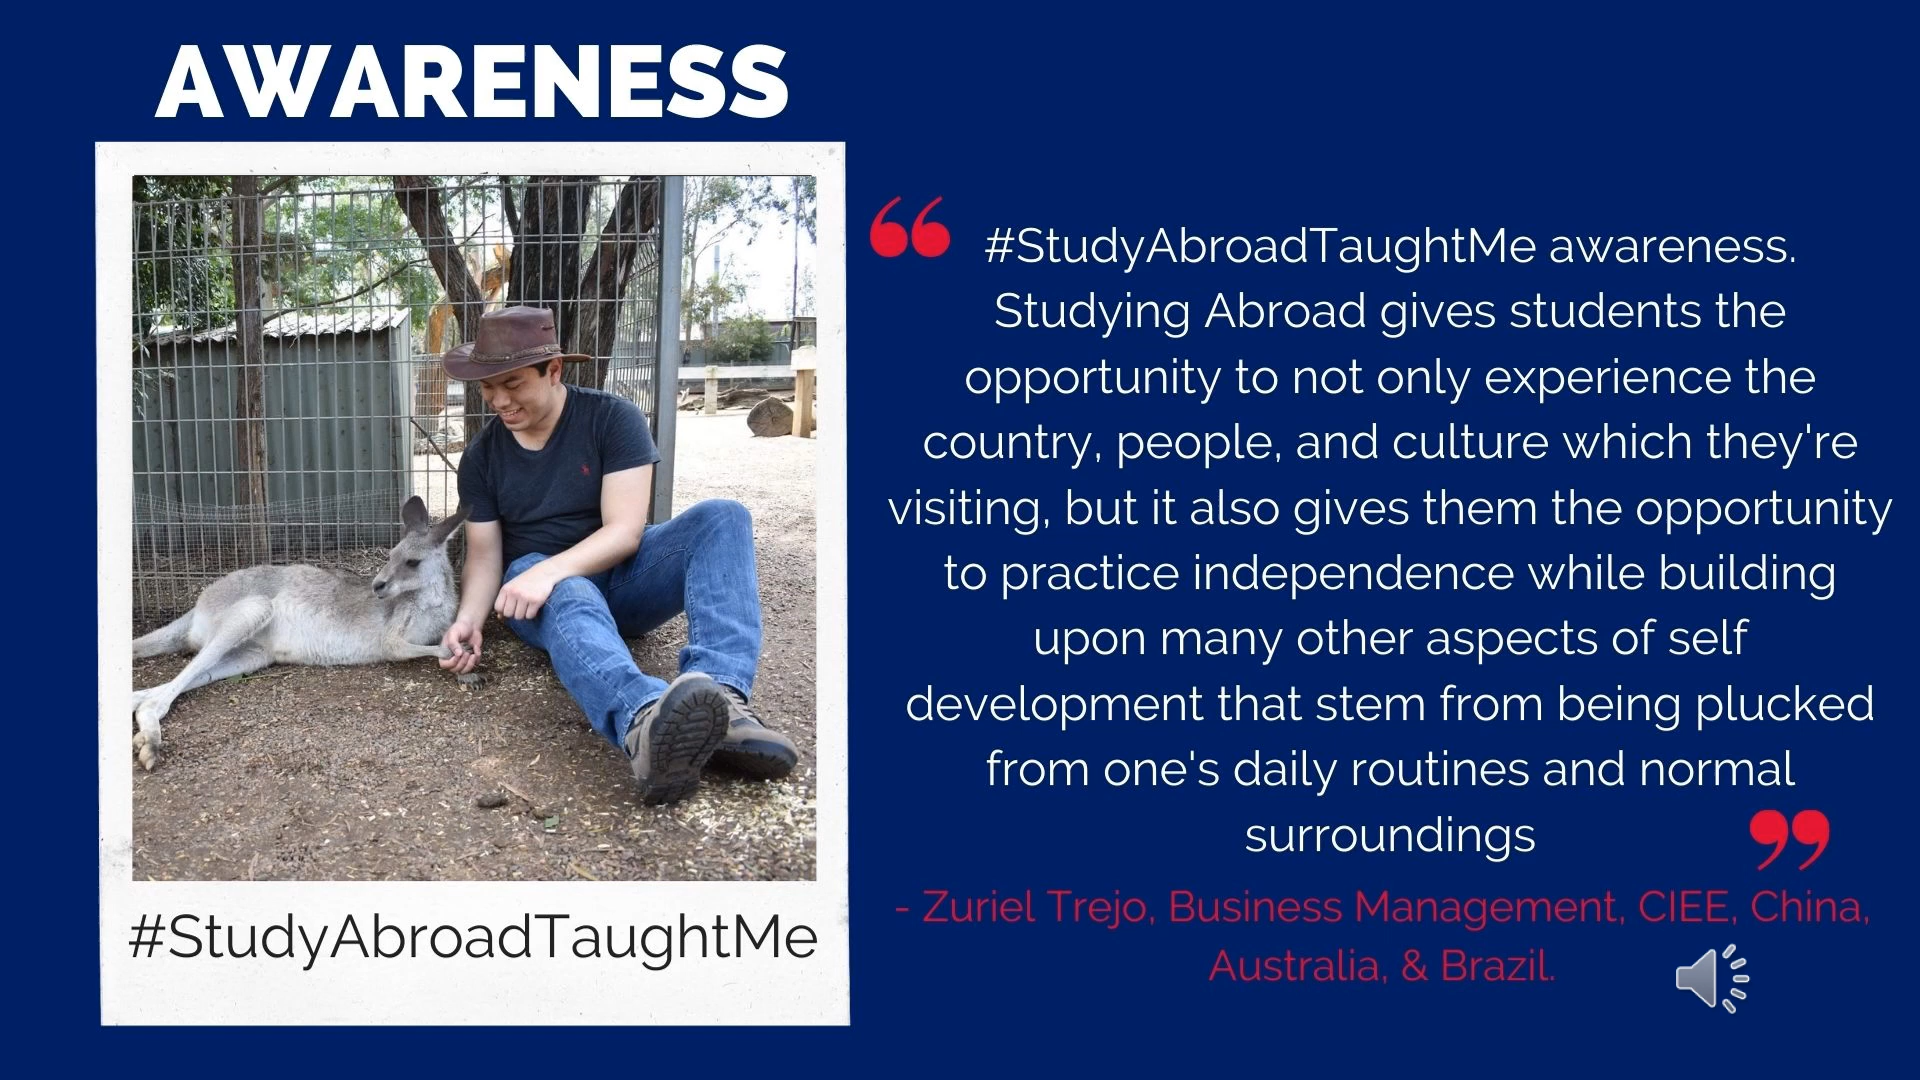 AWARENESS
#StudyAbroadTaughtMe
“ #StudyAbroadTaughtMe awareness.
Studying Abroad gives students the
opportunity to not only experience the
country, people, and culture which they're
visiting, but it also gives them the opportunity
to practice independence while building
upon many other aspects of self
development that stem from being plucked
from one's daily routines and normal
surroundings ”
- Zuriel Trejo, Business Management, CIEE, China,
Australia, & Brazil.